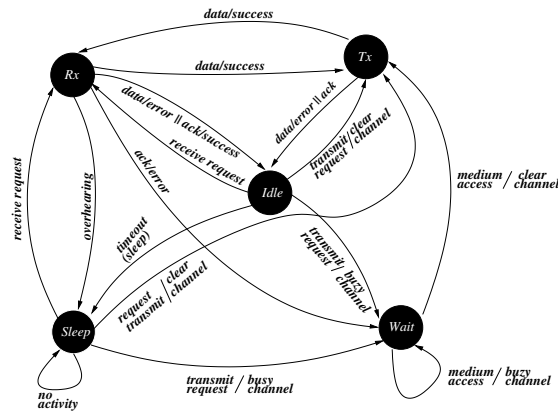 data/success
Rx
Tx
data/success
data/error || ack/success
data/error || ack
receive request
transmit/clear
request/channel
ack/error
Idle
medium / clear
access / channel
receive request
overhearing
timeout
(sleep)
transmit / buzy
request / channel
request / clear
transmit / channel
Sleep
Wait
no
activity
transmit / busy
request / channel
medium / buzy
access / channel